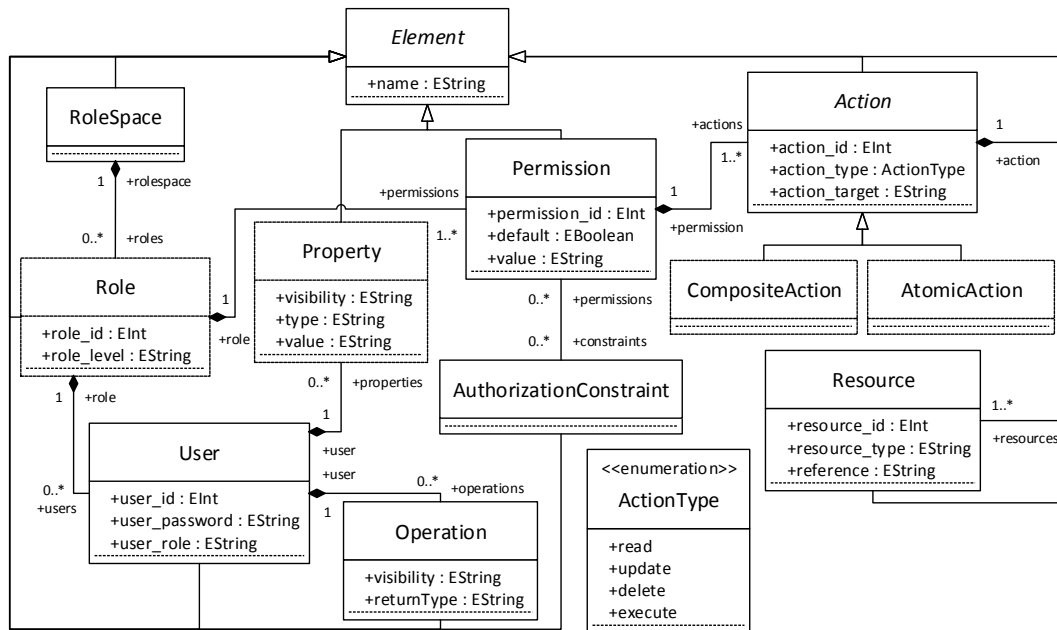 Element
+name : EString
RoleSpace
1
+rolespace
0..*
+roles
Role
+role_id : EInt
+role_level : EString
1
+role
1
+role
+permissions
1..*
Property
+visibility : EString
+type : EString
+value : EString
0..*
+properties
Permission
+permission_id : EInt
+default : EBoolean
+value : EString
1
+permission
+actions
1..*
0..*
+permissions
0..*
+constraints
AuthorizationConstraint
Action
+action_id : EInt
+action_type : ActionType
+action_target : EString
1
+action
CompositeAction
AtomicAction
Resource
+resource_id : EInt
+resource_type : EString
+reference : EString
1..*
+resources
0..*
+users
User
+user_id : EInt
+user_password : EString
+user_role : EString
1
+user
+user
1
0..*
+operations
Operation
+visibility : EString
+returnType : EString
<<enumeration>>
ActionType
+read
+update
+delete
+execute